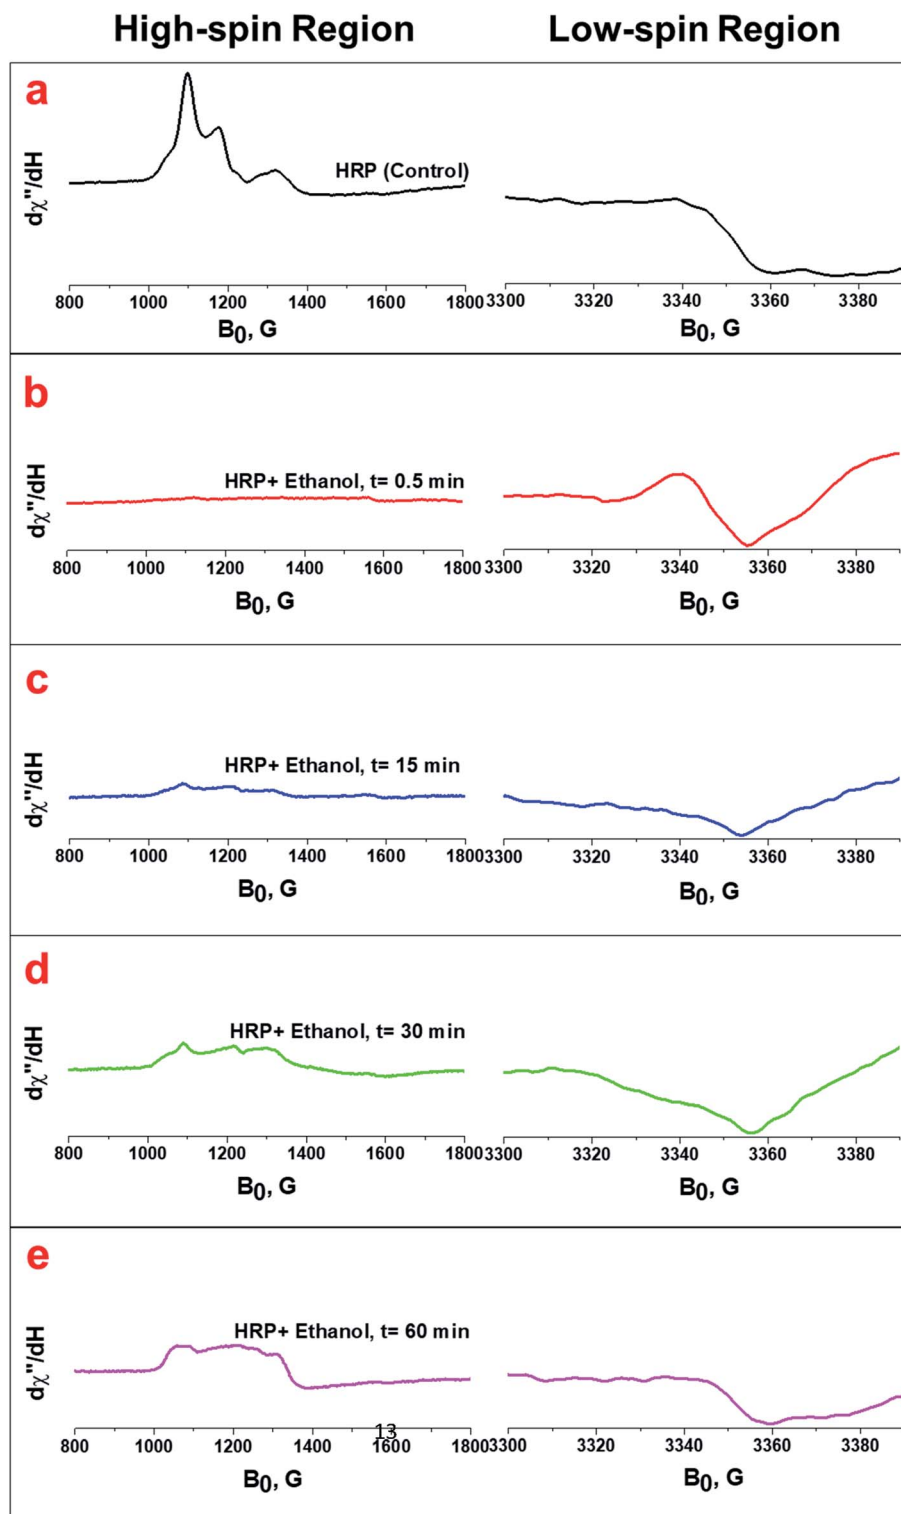 High-spin Region Low-spin Region
a
dχ"/dH
HRP (Control)
800 1000 1200 1400 1600 1800 3300 3320 3340 3360 3380
B0, G B0, G
b
dχ"/dH
HRP+ Ethanol, t= 0.5 min
800 1000 1200 1400 1600 1800 3300 3320 3340 3360 3380
B0, G B0, G
c
dχ"/dH
HRP+ Ethanol, t= 15 min
800 1000 1200 1400 1600 1800 3300 3320 3340 3360 3380
B0, G B0, G
d
dχ"/dH
HRP+ Ethanol, t= 30 min
800 1000 1200 1400 1600 1800 3300 3320 3340 3360 3380
B0, G B0, G
e
dχ"/dH
HRP+ Ethanol, t= 60 min
13
800 1000 1200 1400 1600 1800 3300 3320 3340 3360 3380
B0, G B0, G